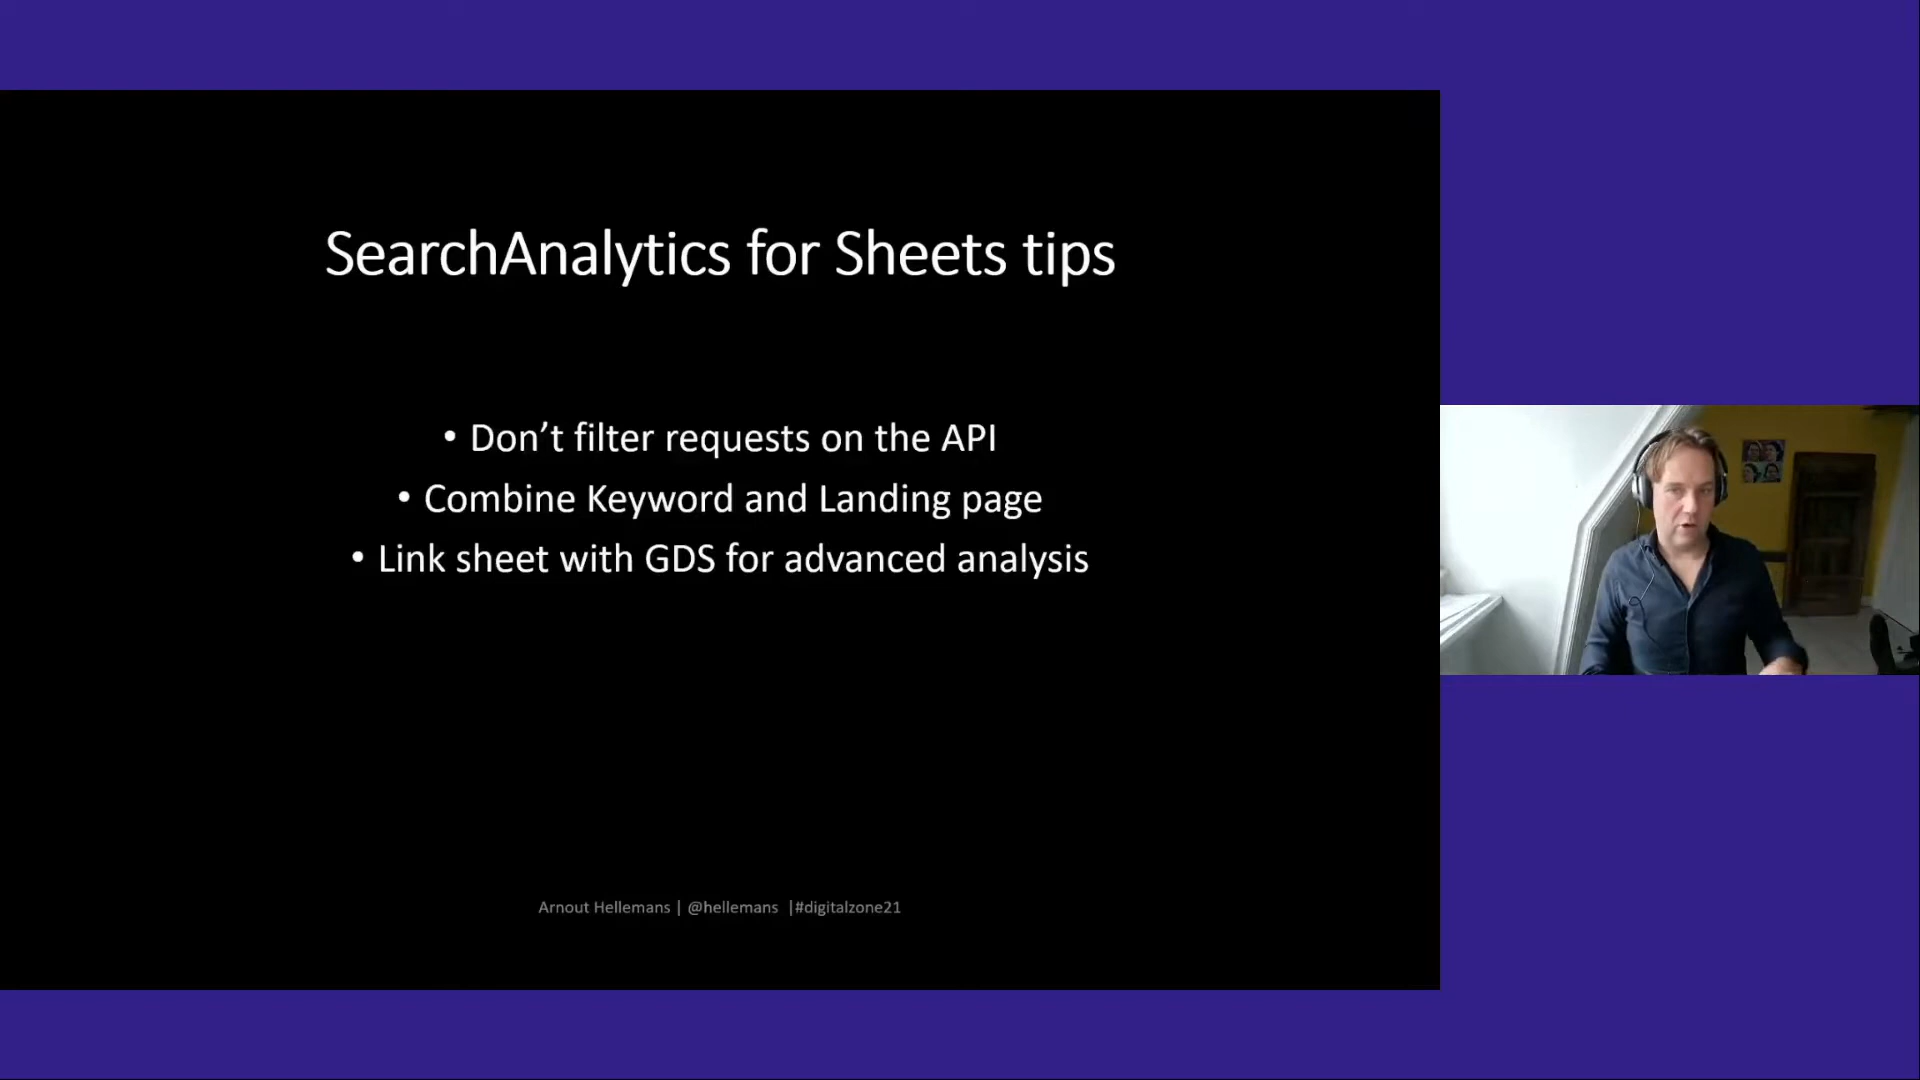 SearchAnalytics for Sheets tips
• Don’t filter requests on the API
• Combine Keyword and Landing page
• Link sheet with GDS for advanced analysis
Arnout Hellemans | @hellemans |#digitalzone21